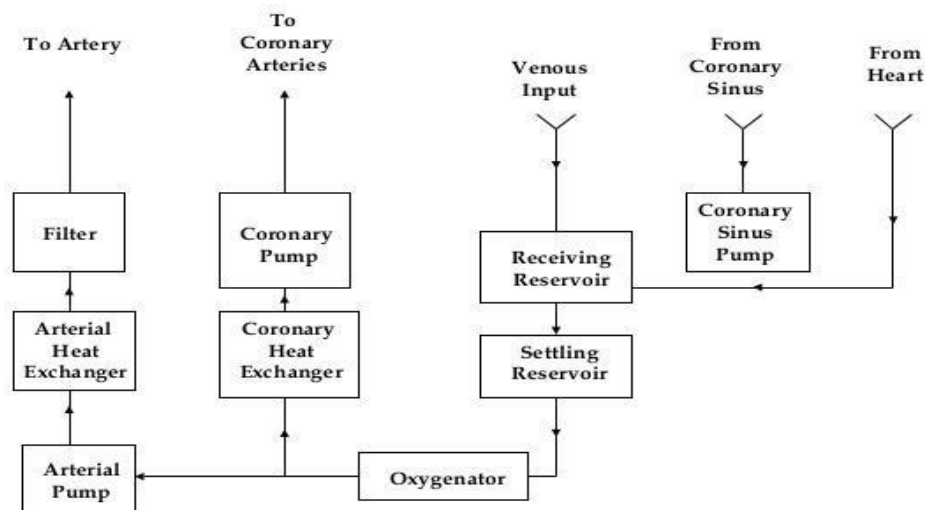 To Artery
To
Coronary
Arteries
Venous
Input
From
Coronary
Sinus
From
Heart
Filter
Coronary
Pump
Receiving
Reservoir
Coronary
Sinus
Pump
Arterial
Heat
Exchanger
Coronary
Heat
Exchanger
Settling
Reservoir
Arterial
Pump
Oxygenator